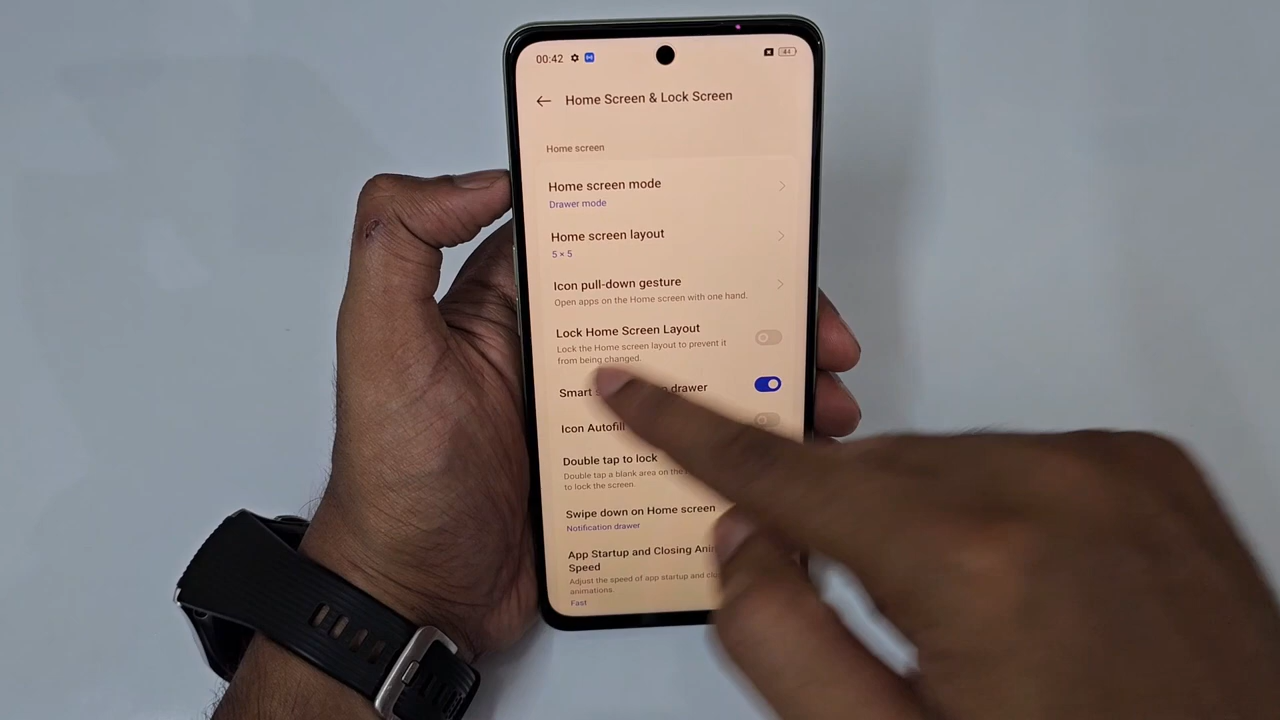 00:42
44
Home Screen & Lock Screen
Home screen
Home screen mode
Drawer mode
Home screen layout
5 × 5
Icon pull-down gesture
Open apps on the Home screen with one hand.
Lock Home Screen Layout
Lock the Home screen layout to prevent it
from being changed.
Smart drawer
Icon Autofill
Double tap to lock
Double tap a blank area on the
to lock the screen.
Swipe down on Home screen
Notification drawer
App Startup and Closing
Speed
Adjust the speed of app startup and
animations.
Fast